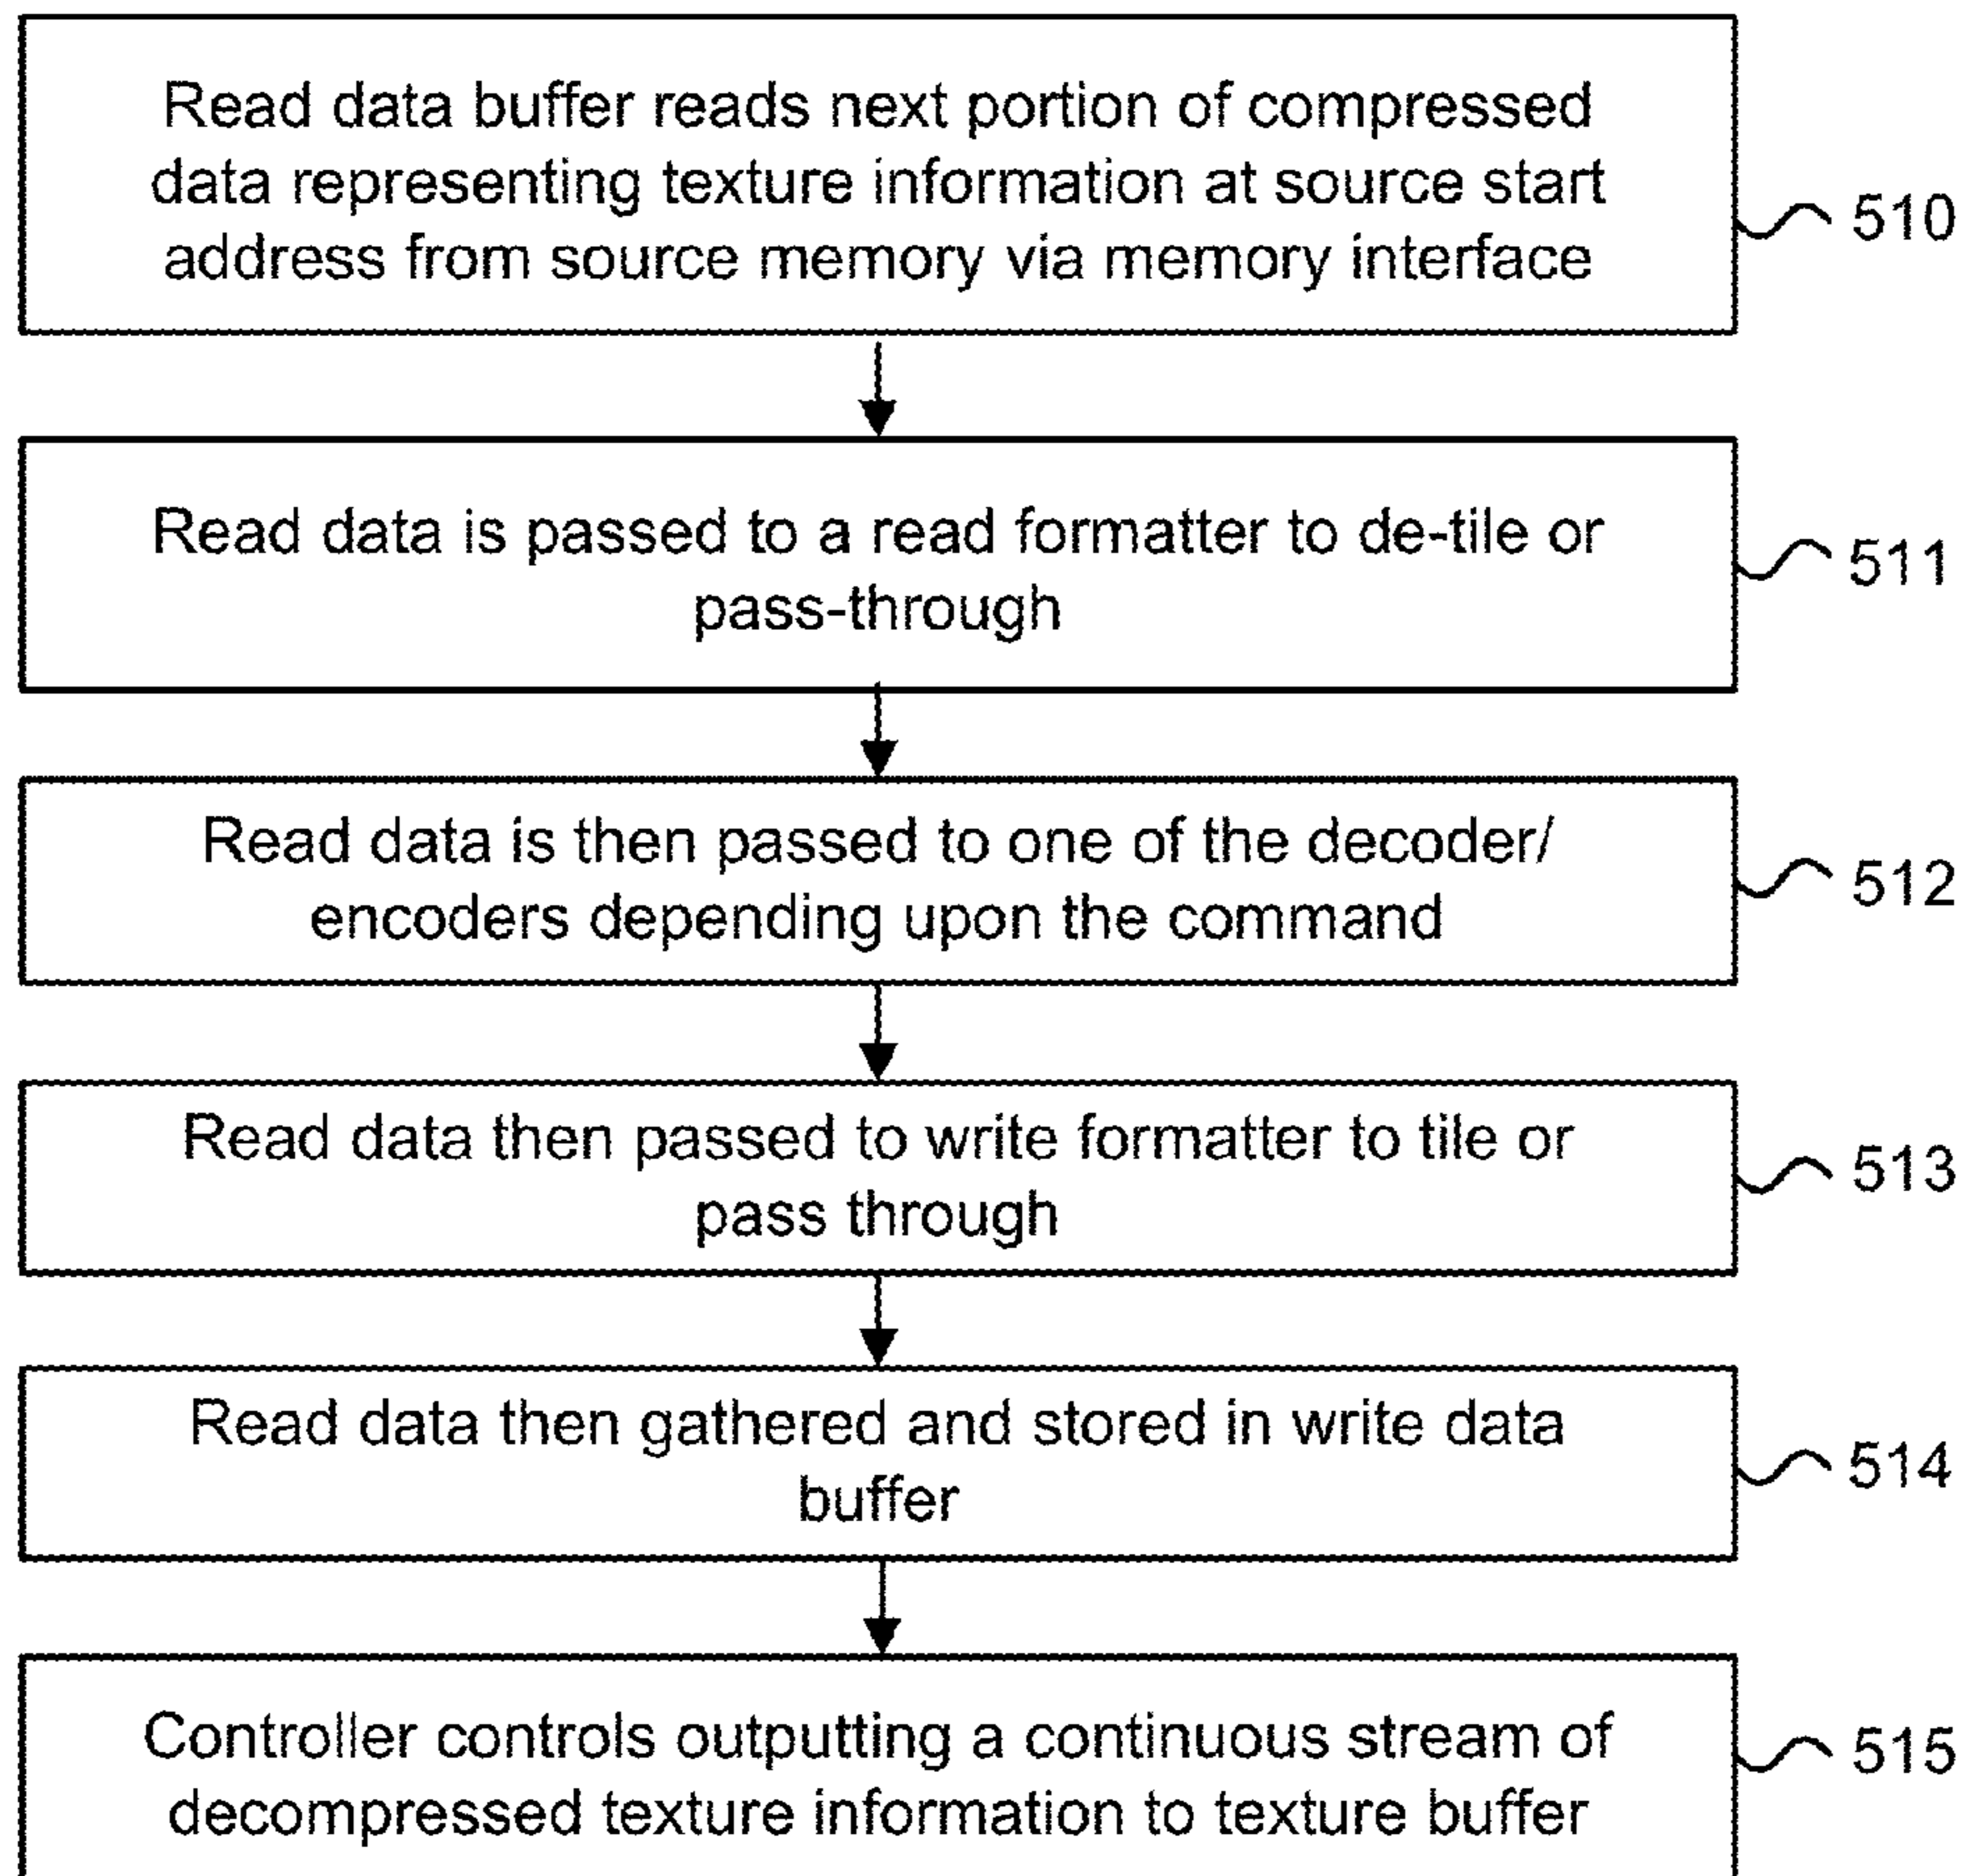 Read data buffer reads next portion of compressed
data representing texture information at source start
address from source memory via memory interface
510
Read data is passed to a read formatter to de-tile or
pass-through
511
Read data is then passed to one of the decoder/
encoders depending upon the command
512
Read data then passed to write formatter to tile or
pass through
513
Read data then gathered and stored in write data
buffer
514
Controller controls outputting a continuous stream of
decompressed texture information to texture buffer
515